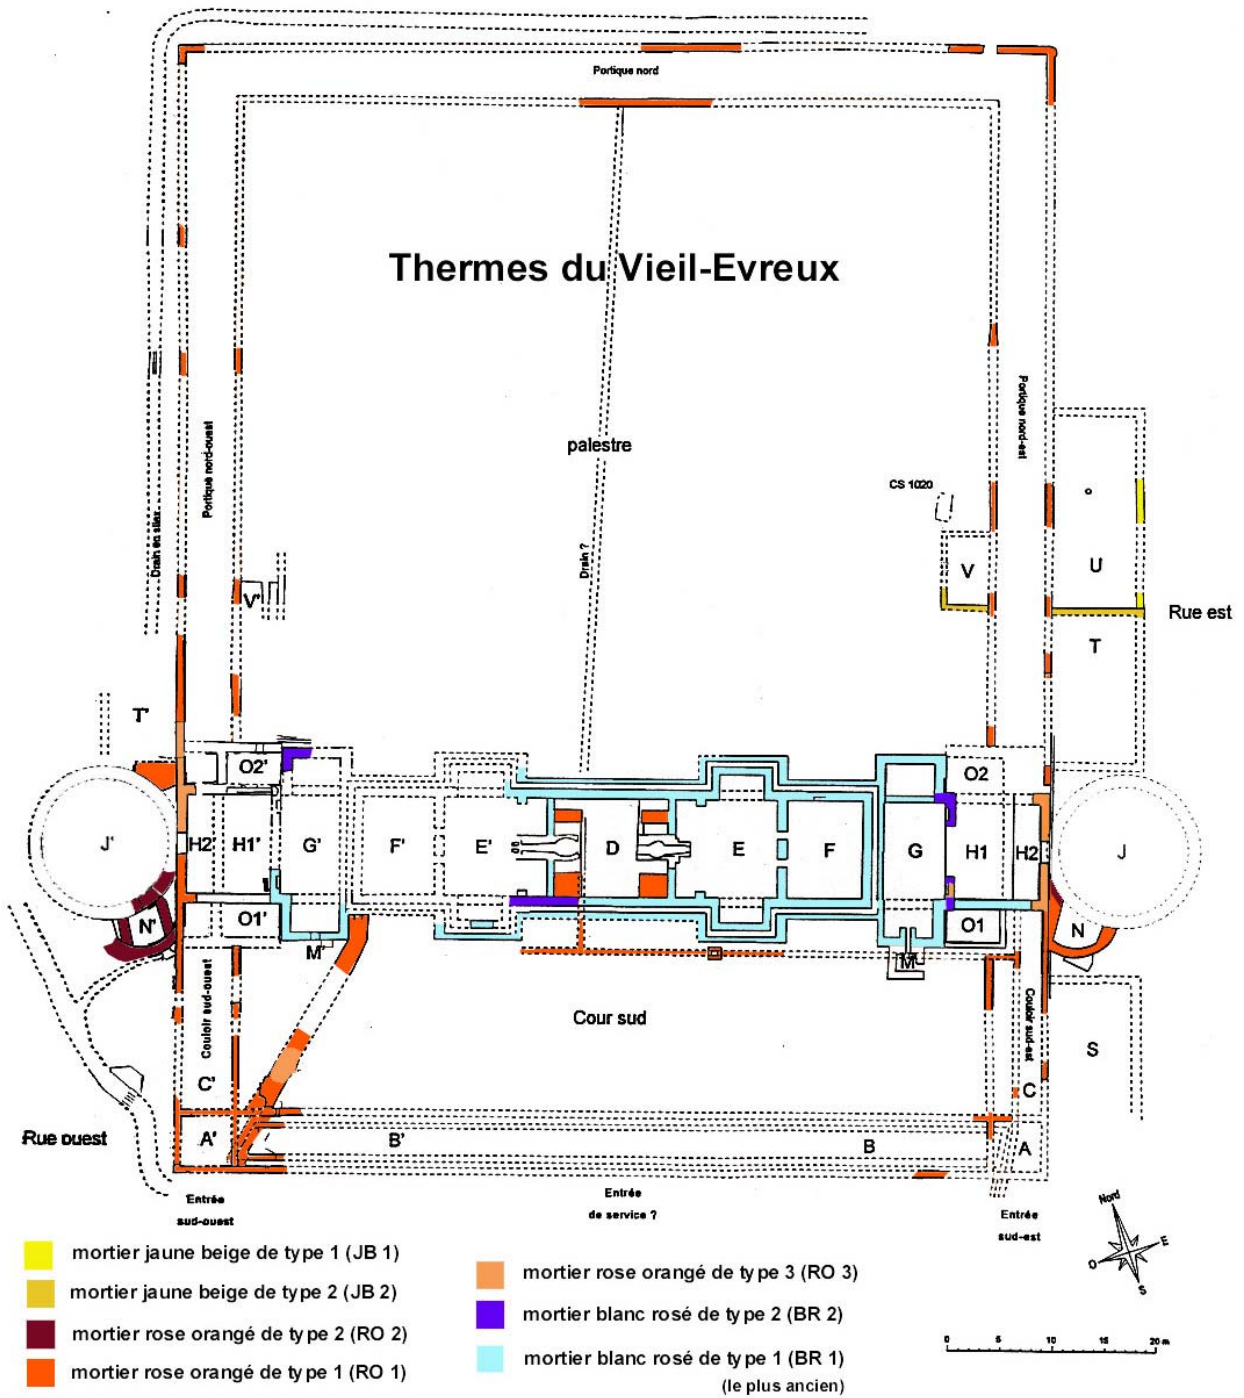 Portique nord
Thermes du Vieil-Evreux
Portique nord-est
palestre
Portique nord-ouest
CS 1020
Drain en silex
Drain ?
V
U
V'
Rue est
T
T'
O2'
O2
J'
H2'
H1'
G'
F'
E'
D
E
F
G
H1
H2
J
N'
O1'
O1
N
M'
M
Couloir sud-ouest
Cour sud
Couloir sud-est
S
C'
C
Rue ouest
A'
B'
B
A
Entrée
sud-ouest
Entrée
de service ?
Entrée
sud-est
Nord
E
O
S
mortier jaune beige de type 1 (JB 1)
mortier jaune beige de type 2 (JB 2)
mortier rose orangé de type 2 (RO 2)
mortier rose orangé de type 1 (RO 1)
mortier rose orangé de type 3 (RO 3)
mortier blanc rosé de type 2 (BR 2)
mortier blanc rosé de type 1 (BR 1)
(le plus ancien)
0 5 10 15 20 m